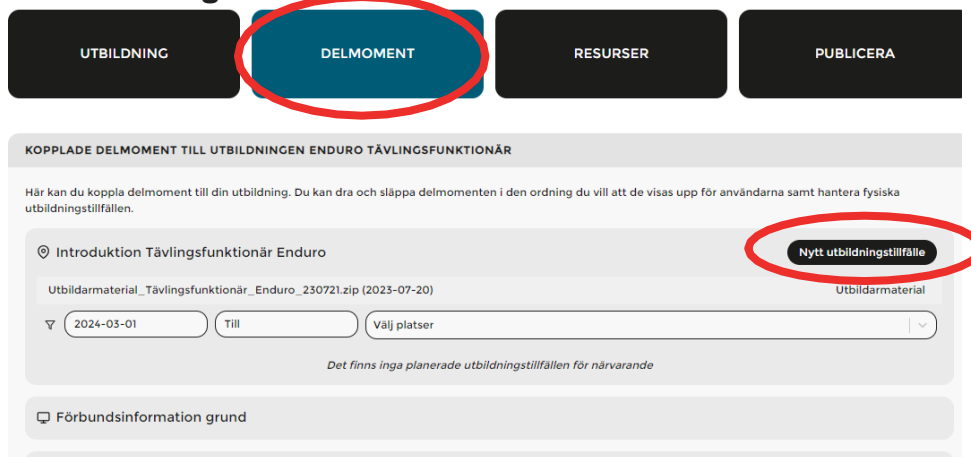 UTBILDNING
DELMOMENT
RESURSER
PUBLICERA
KOPPLADE DELMOMENT TILL UTBILDNINGEN ENDURO TÄVLINGSFUNKTIONÄR
Här kan du koppla delmoment till din utbildning. Du kan dra och släppa delmomenten i den ordning du vill att de visas upp för användarna samt hantera fysiska
utbildningstillfällen.
Introduktion Tävlingsfunktionär Enduro
Nytt utbildningstillfälle
Utbildarmaterial_Tävlingsfunktionär_Enduro_230721.zip (2023-07-20)
Utbildarmaterial
2024-03-01
Till
Välj platser
Det finns inga planerade utbildningstillfällen för närvarande
Förbundsinformation grund